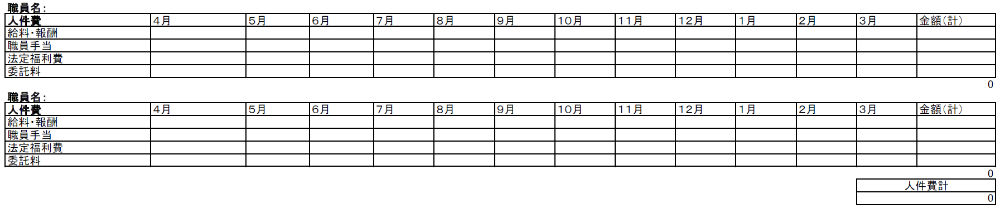 職員名：
人件費 ４月 ５月 ６月 ７月 ８月 ９月 １０月 １１月 １２月 １月 ２月 ３月 金額（計）
給料・報酬
職員手当
法定福利費
委託料
0
職員名：
人件費 ４月 ５月 ６月 ７月 ８月 ９月 １０月 １１月 １２月 １月 ２月 ３月 金額（計）
給料・報酬
職員手当
法定福利費
委託料
0
人件費計
0